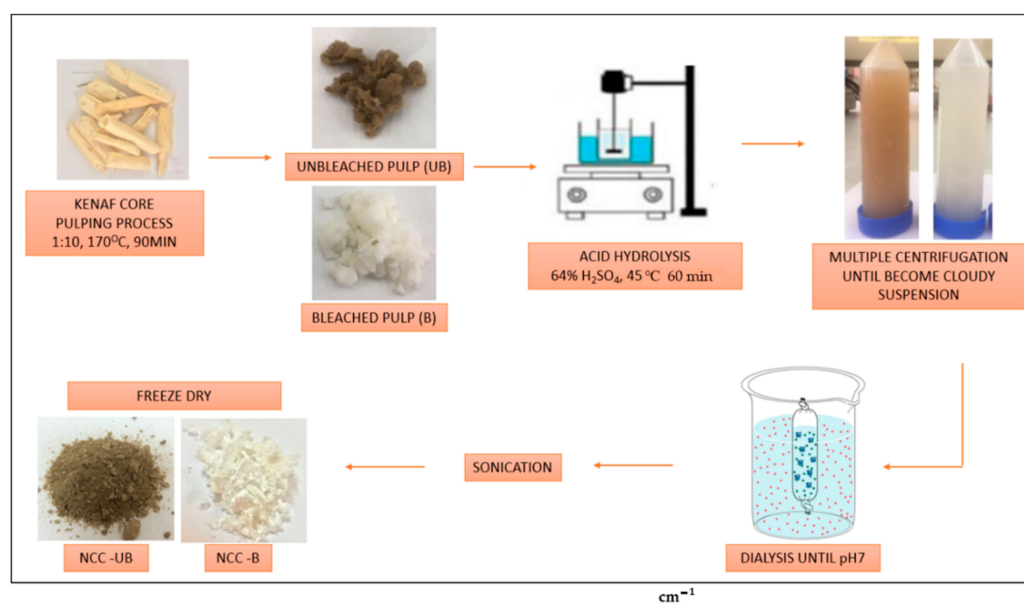 KENAF CORE
PULPING PROCESS
1:10, 170⁰C, 90MIN
UNBLEACHED PULP (UB)
BLEACHED PULP (B)
ACID HYDROLYSIS
64% H₂SO₄, 45 °C 60 min
MULTIPLE CENTRIFUGATION
UNTIL BECOME CLOUDY
SUSPENSION
DIALYSIS UNTIL pH7
SONICATION
FREEZE DRY
NCC -UB
NCC -B
cm⁻¹